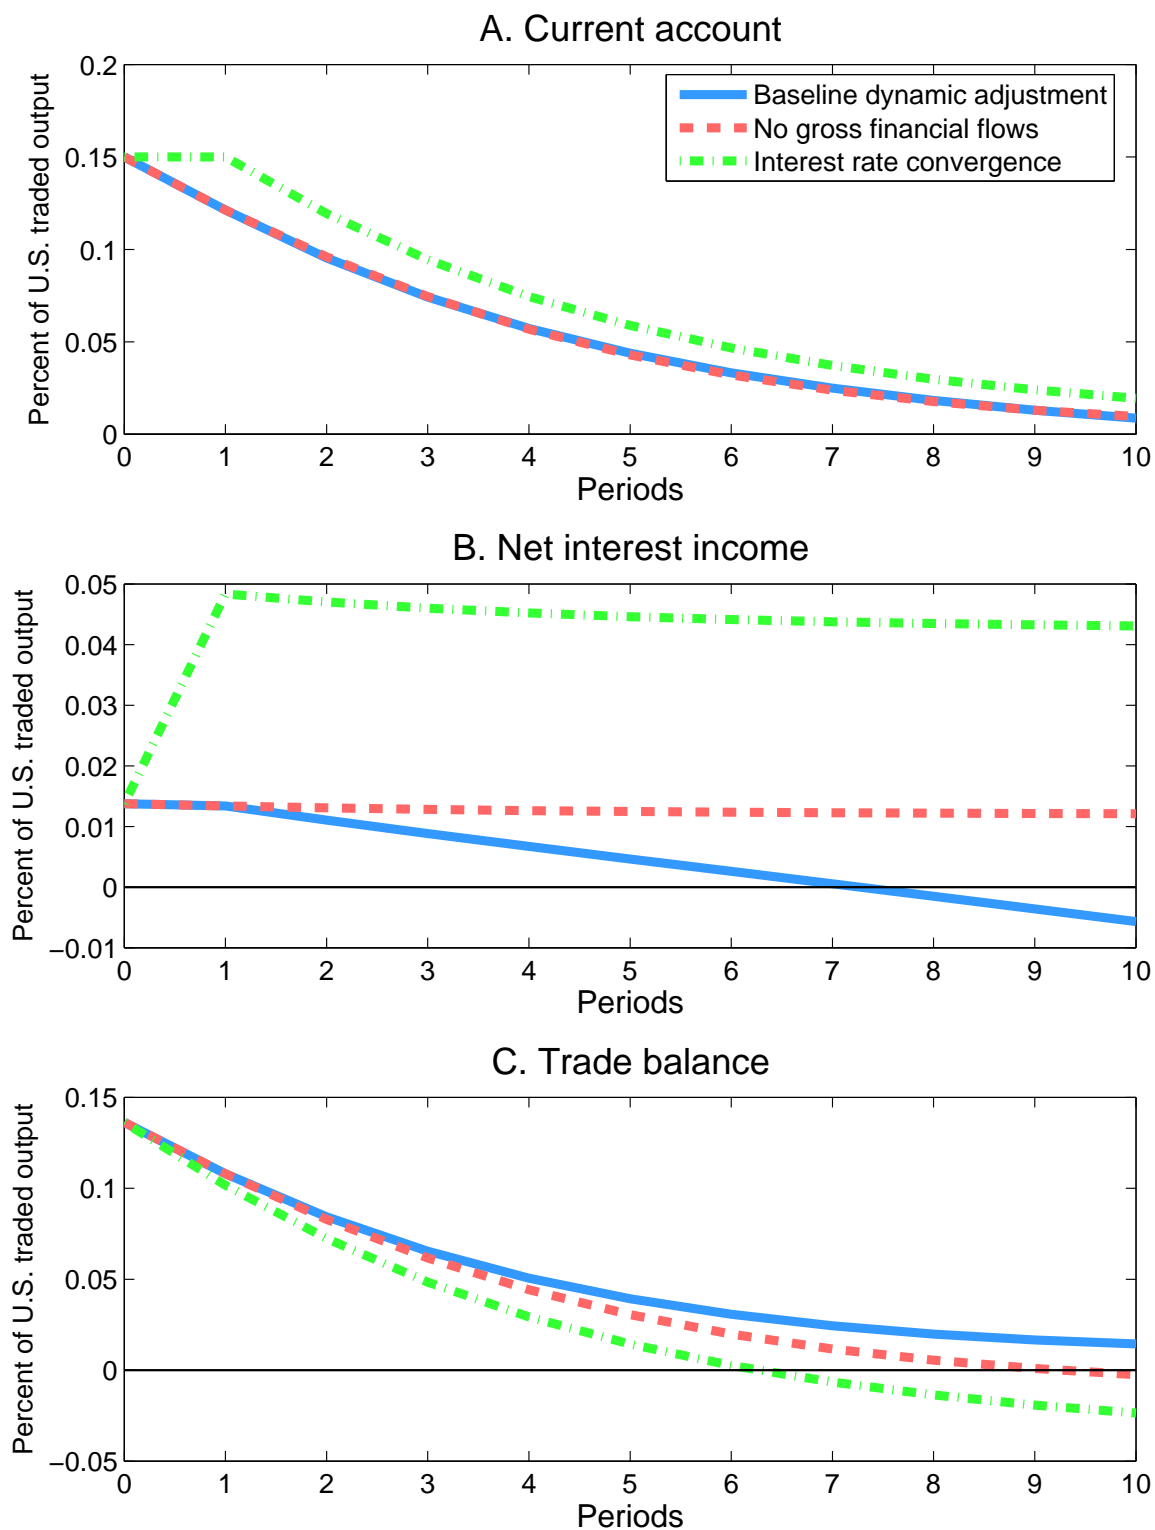 A. Current account
Percent of U.S. traded output
0.2
0.15
0.1
0.05
0
Baseline dynamic adjustment
No gross financial flows
Interest rate convergence
0 1 2 3 4 5 6 7 8 9 10
Periods
B. Net interest income
Percent of U.S. traded output
0.05
0.04
0.03
0.02
0.01
0
−0.01
0 1 2 3 4 5 6 7 8 9 10
Periods
C. Trade balance
Percent of U.S. traded output
0.15
0.1
0.05
0
−0.05
0 1 2 3 4 5 6 7 8 9 10
Periods